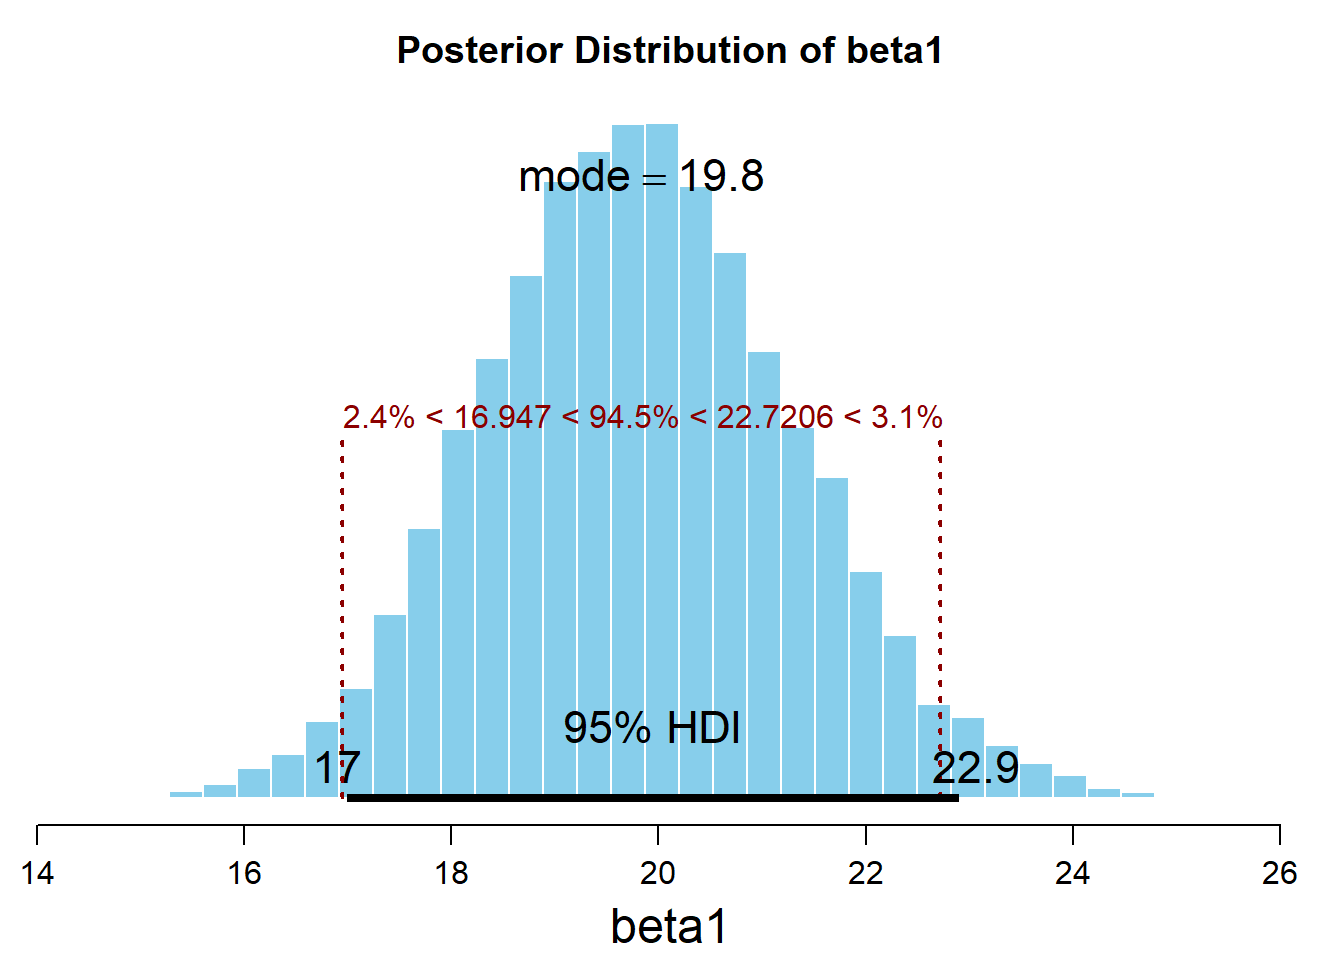 Posterior Distribution of beta1
mode = 19.8
2.4% < 16.947 < 94.5% < 22.7206 < 3.1%
95% HDI
17 22.9
14 16 18 20 22 24 26
beta1